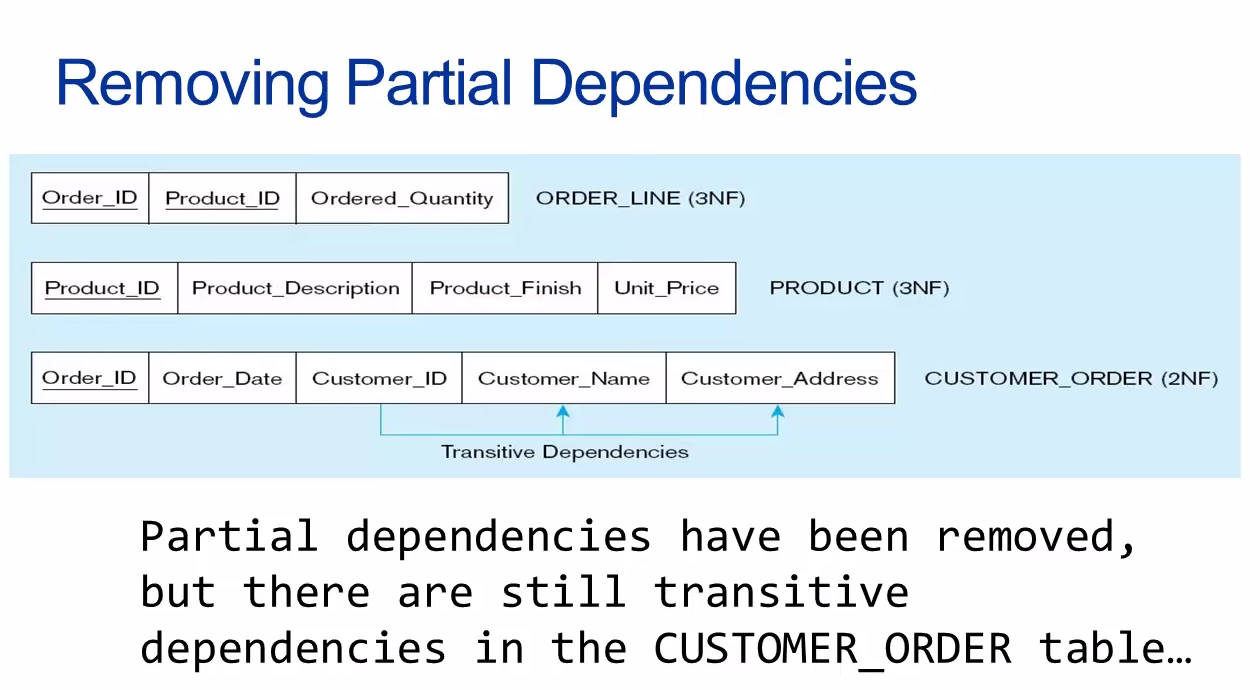 Removing Partial Dependencies
Order_ID Product_ID Ordered_Quantity ORDER_LINE (3NF)
Product_ID Product_Description Product_Finish Unit_Price PRODUCT (3NF)
Order_ID Order_Date Customer_ID Customer_Name Customer_Address CUSTOMER_ORDER (2NF)
Transitive Dependencies
Partial dependencies have been removed,
but there are still transitive
dependencies in the CUSTOMER_ORDER table…